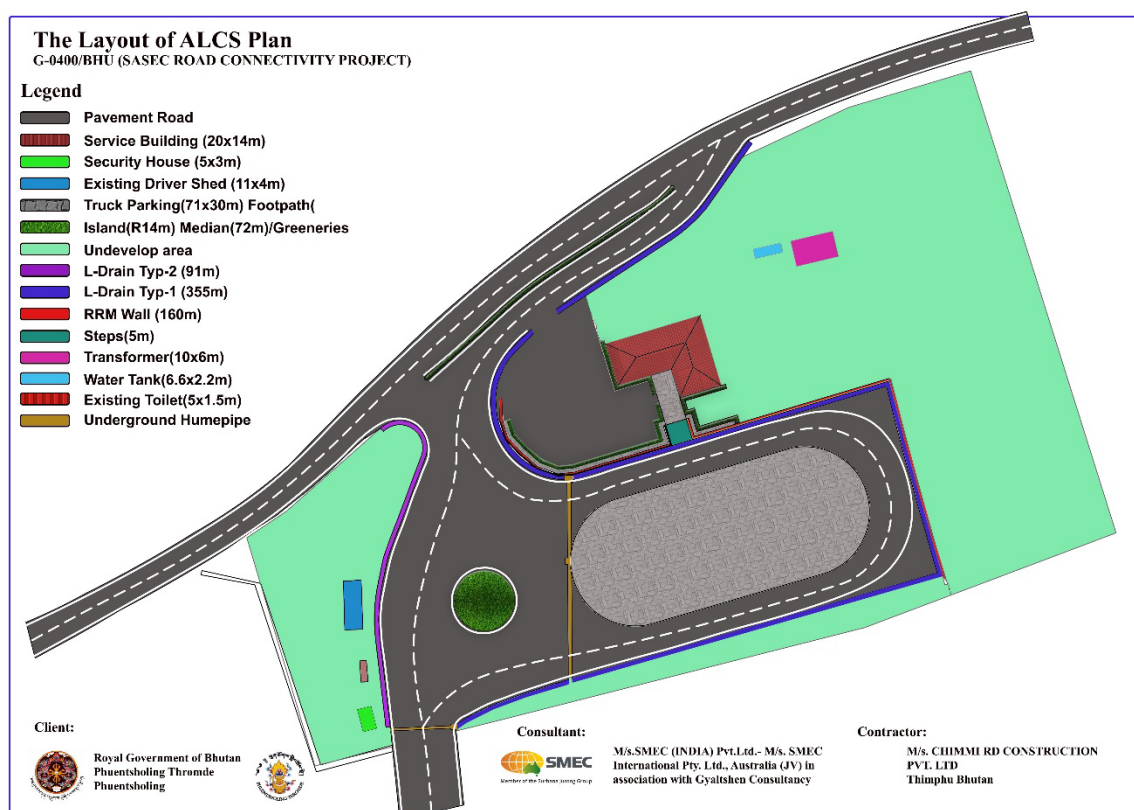 The Layout of ALCS Plan
G-0400/BHU (SASEC ROAD CONNECTIVITY PROJECT)
Legend
Pavement Road
Service Building (20x14m)
Security House (5x3m)
Existing Driver Shed (11x4m)
Truck Parking(71x30m) Footpath(
Island(R14m) Median(72m)/Greeneries
Undevelop area
L-Drain Typ-2 (91m)
L-Drain Typ-1 (355m)
RRM Wall (160m)
Steps(5m)
Transformer(10x6m)
Water Tank(6.6x2.2m)
Existing Toilet(5x1.5m)
Underground Humepipe
Client:
Royal Government of Bhutan
Phuentsholing Thromde
Phuentsholing
Consultant:
SMEC
Member of the Surbana Jurong Group
M/s.SMEC (INDIA) Pvt.Ltd.- M/s. SMEC
International Pty. Ltd., Australia (JV) in
association with Gyaltshen Consultancy
Contractor:
M/s. CHIMMI RD CONSTRUCTION
PVT. LTD
Thimphu Bhutan